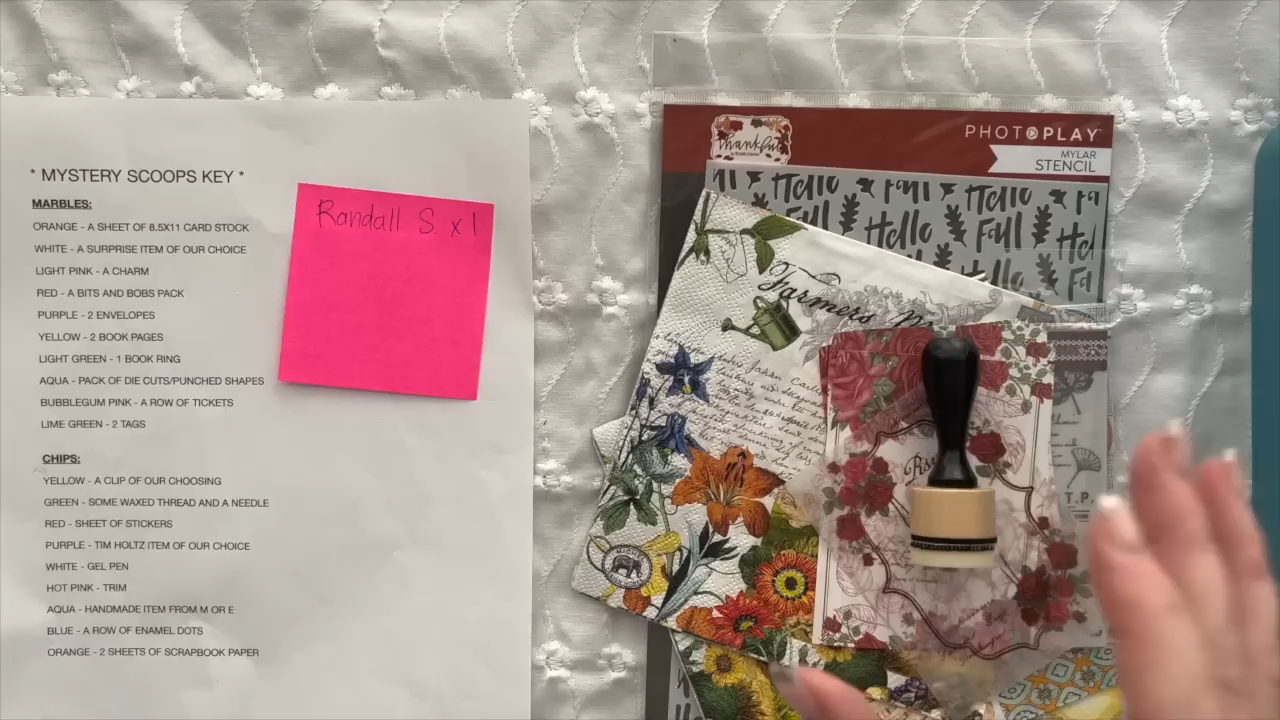 * MYSTERY SCOOPS KEY *
MARBLES:
ORANGE - A SHEET OF 8.5X11 CARD STOCK
WHITE - A SURPRISE ITEM OF OUR CHOICE
LIGHT PINK - A CHARM
RED - A BITS AND BOBS PACK
PURPLE - 2 ENVELOPES
YELLOW - 2 BOOK PAGES
LIGHT GREEN - 1 BOOK RING
AQUA - PACK OF DIE CUTS/PUNCHED SHAPES
BUBBLEGUM PINK - A ROW OF TICKETS
LIME GREEN - 2 TAGS
CHIPS:
YELLOW - A CLIP OF OUR CHOOSING
GREEN - SOME WAXED THREAD AND A NEEDLE
RED - SHEET OF STICKERS
PURPLE - TIM HOLTZ ITEM OF OUR CHOICE
WHITE - GEL PEN
HOT PINK - TRIM
AQUA - HANDMADE ITEM FROM M OR E
BLUE - A ROW OF ENAMEL DOTS
ORANGE - 2 SHEETS OF SCRAPBOOK PAPER
Randall S. x 1
thankful
PHOTOPLAY
MYLAR
STENCIL
Hello Fall Hello
Hello Fall
Farmers
T.P.